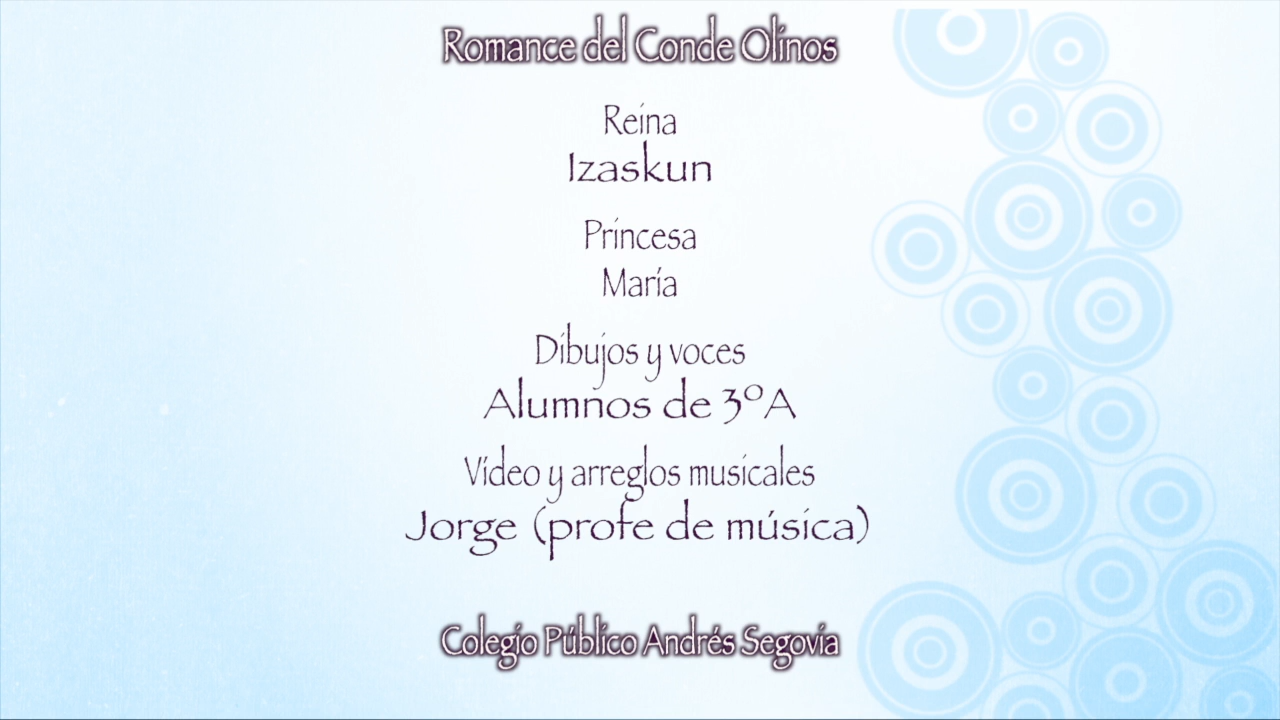 Romance del Conde Olinos
Reina
Izaskun
Princesa
María
Dibujos y voces
Alumnos de 3ºA
Vídeo y arreglos musicales
Jorge (profe de música)
Colegio Público Andrés Segovia